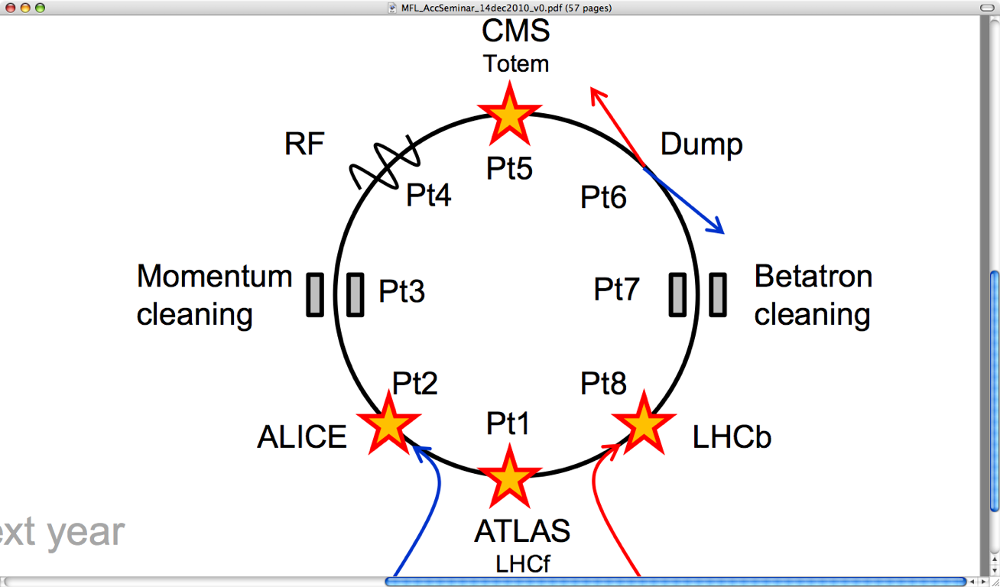 MFL_AccSeminar_14dec2010_v0.pdf (57 pages)
CMS
Totem
RF
Dump
Pt5
Pt4
Pt6
Momentum
cleaning
Pt3
Pt7
Betatron
cleaning
Pt2
Pt8
Pt1
ALICE
LHCb
ext year
ATLAS
LHCf